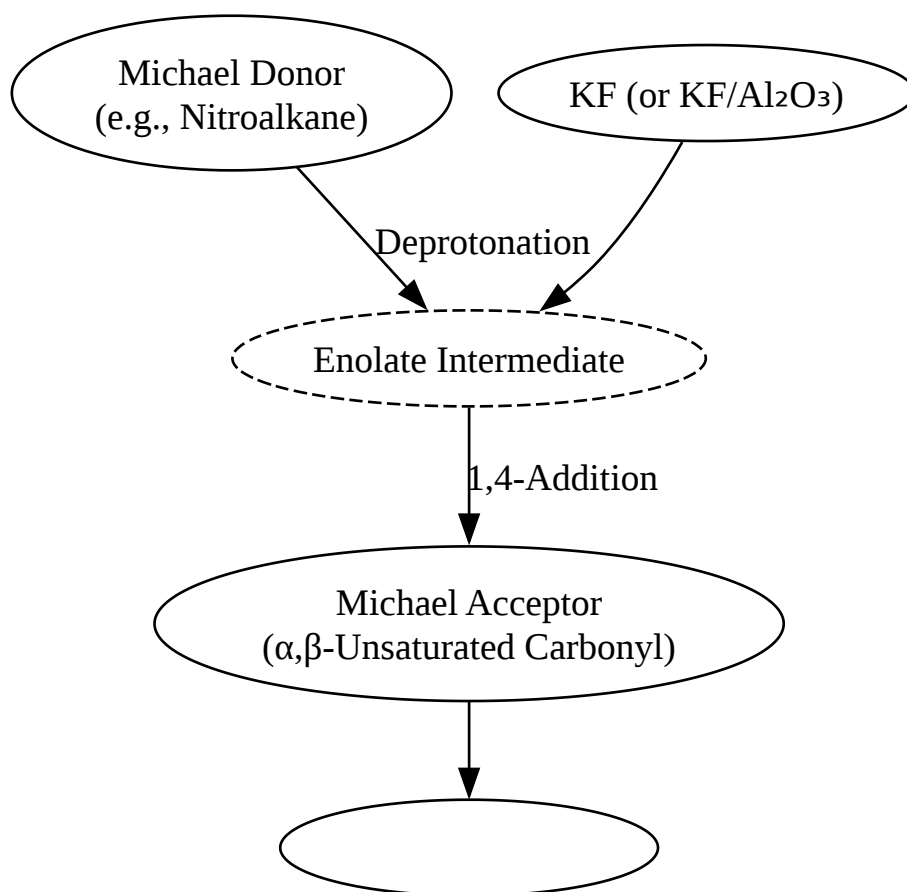 Michael Donor
(e.g., Nitroalkane)
KF (or KF/Al₂O₃)
Deprotonation
Enolate Intermediate
1,4-Addition
Michael Acceptor
(α,β-Unsaturated Carbonyl)